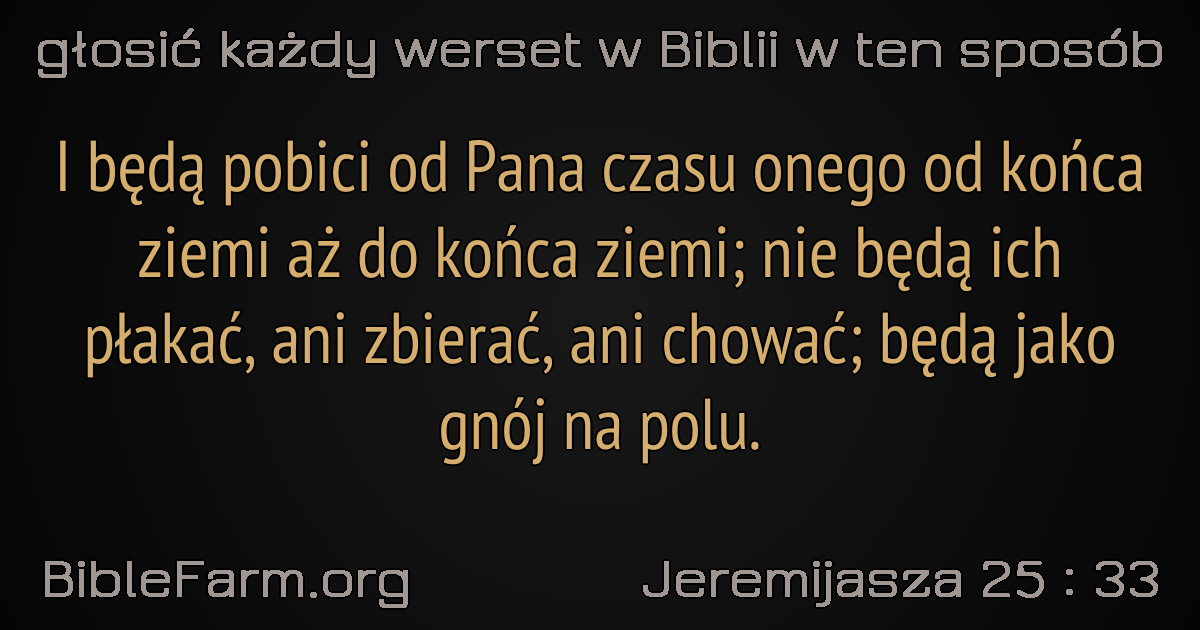 głosić każdy werset w Biblii w ten sposób
I będą pobici od Pana czasu onego od końca
ziemi aż do końca ziemi; nie będą ich
płakać, ani zbierać, ani chować; będą jako
gnój na polu.
BibleFarm.org
Jeremijasza 25 : 33